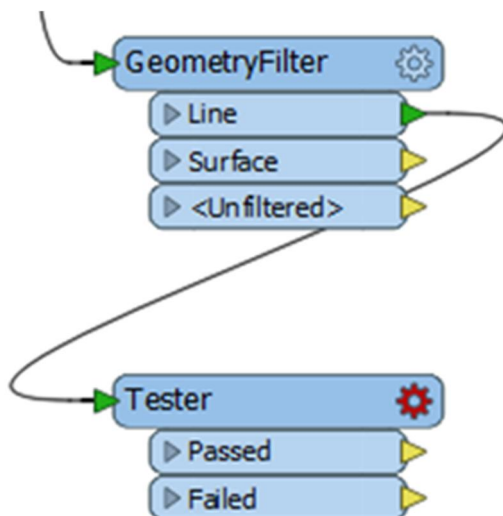 GeometryFilter
Line
Surface
<Unfiltered>
Tester
Passed
Failed